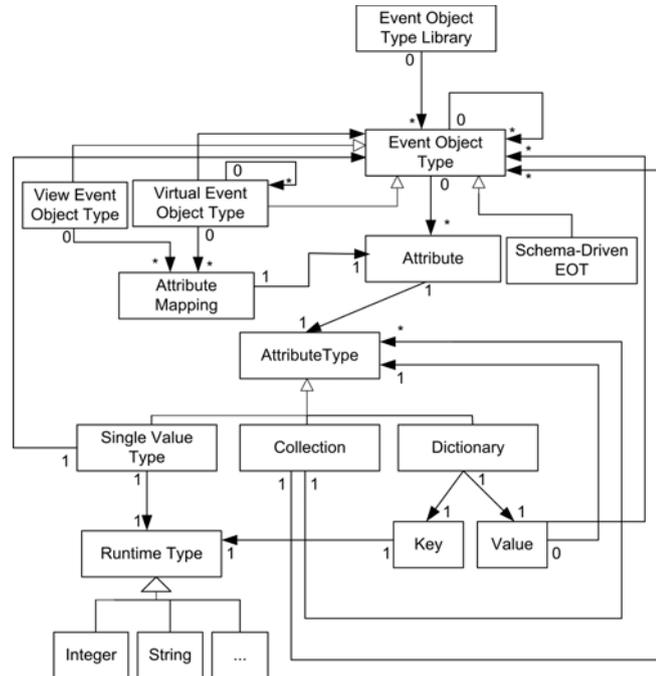 Event Object
Type Library
0
*
0
*
Event Object
Type
*
*
0
*
View Event
Object Type
0
Virtual Event
Object Type
0
*
0
*
*
Attribute
Mapping
1
1
Attribute
1
Schema-Driven
EOT
1
AttributeType
*
1
Single Value
Type
1
1
Collection
1
1
Dictionary
1
1
Runtime Type
1
1
1
Key
1
Value
0
Integer
String
...